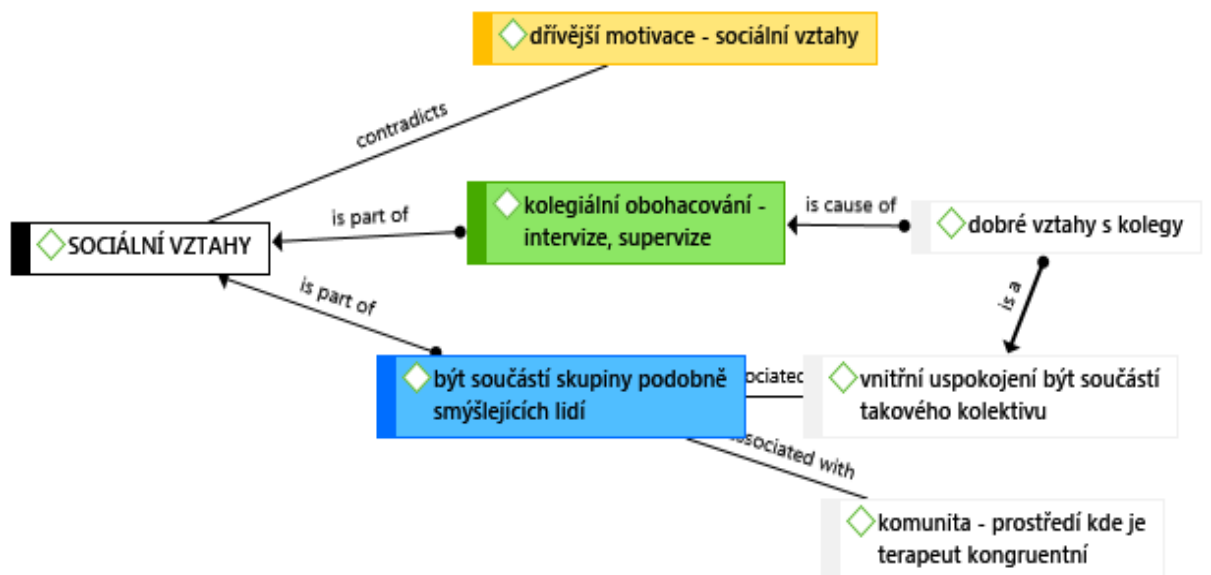 dřívější motivace - sociální vztahy
contradicts
kolegiální obohacování -
intervize, supervize
is part of
is cause of
dobré vztahy s kolegy
SOCIÁLNÍ VZTAHY
is part of
is a
být součástí skupiny podobně
smýšlejících lidí
ociated
vnitřní uspokojení být součástí
takového kolektivu
associated with
komunita - prostředí kde je
terapeut kongruentní